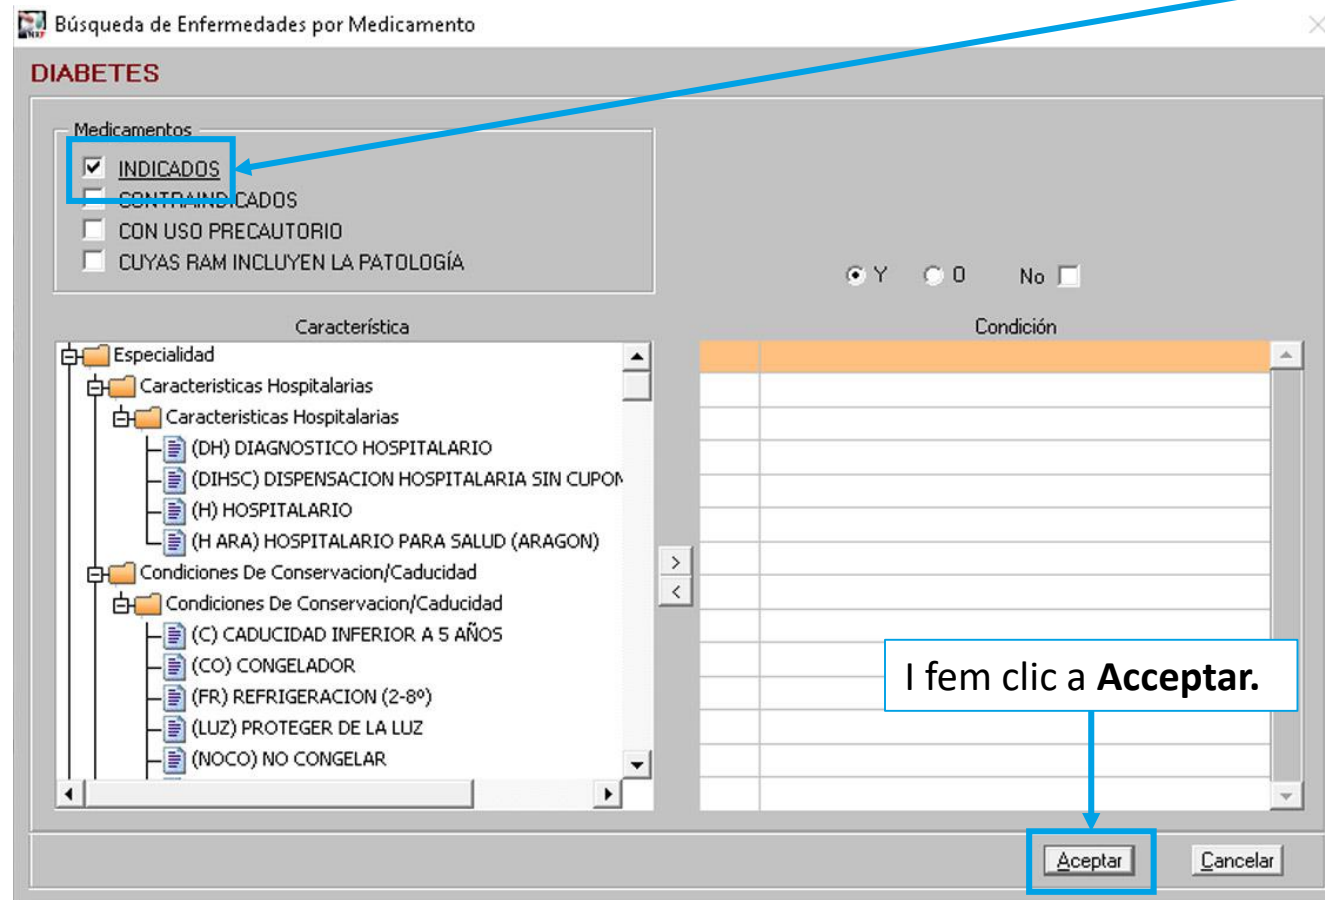 Búsqueda de Enfermedades por Medicamento
DIABETES
Medicamentos
INDICADOS
CONTRAINDICADOS
CON USO PRECAUTORIO
CUYAS RAM INCLUYEN LA PATOLOGÍA
Y O No
Característica
Especialidad
Caracteristicas Hospitalarias
Caracteristicas Hospitalarias
(DH) DIAGNOSTICO HOSPITALARIO
(DIHSC) DISPENSACION HOSPITALARIA SIN CUPON
(H) HOSPITALARIO
(H ARA) HOSPITALARIO PARA SALUD (ARAGON)
Condiciones De Conservacion/Caducidad
Condiciones De Conservacion/Caducidad
(C) CADUCIDAD INFERIOR A 5 AÑOS
(CO) CONGELADOR
(FR) REFRIGERACION (2-8º)
(LUZ) PROTEGER DE LA LUZ
(NOCO) NO CONGELAR
>
<
Condición
I fem clic a Acceptar.
Aceptar
Cancelar